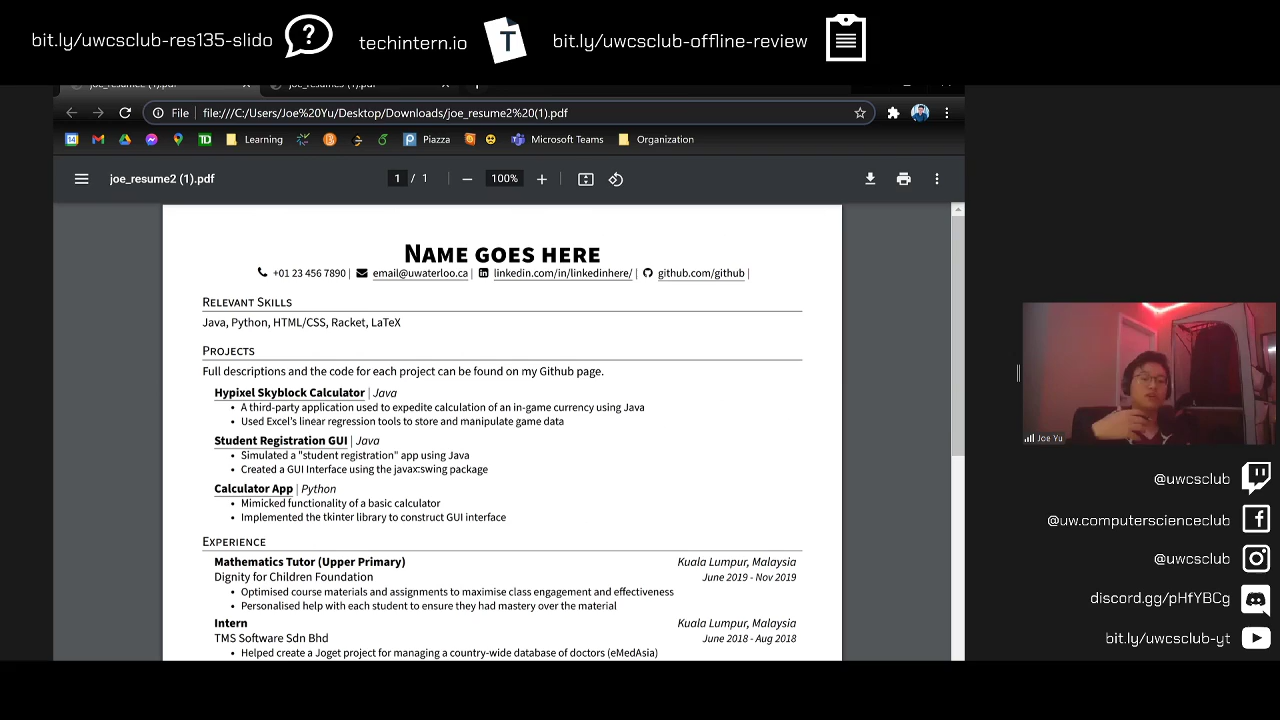 bit.ly/uwcsclub-res135-slido
techintern.io
T
bit.ly/uwcsclub-offline-review
File
file:///C:/Users/Joe%20Yu/Desktop/Downloads/joe_resume2%20(1).pdf
Learning
Piazza
Microsoft Teams
Organization
joe_resume2 (1).pdf
1 / 1
100%
NAME GOES HERE
+01 23 456 7890 | email@uwaterloo.ca | linkedin.com/in/linkedinhere/ | github.com/github |
RELEVANT SKILLS
Java, Python, HTML/CSS, Racket, LaTeX
PROJECTS
Full descriptions and the code for each project can be found on my Github page.
Hypixel Skyblock Calculator | Java
• A third-party application used to expedite calculation of an in-game currency using Java
• Used Excel's linear regression tools to store and manipulate game data
Student Registration GUI | Java
• Simulated a "student registration" app using Java
• Created a GUI Interface using the javax:swing package
Calculator App | Python
• Mimicked functionality of a basic calculator
• Implemented the tkinter library to construct GUI interface
EXPERIENCE
Mathematics Tutor (Upper Primary) Kuala Lumpur, Malaysia
Dignity for Children Foundation June 2019 - Nov 2019
• Optimised course materials and assignments to maximise class engagement and effectiveness
• Personalised help with each student to ensure they had mastery over the material
Intern Kuala Lumpur, Malaysia
TMS Software Sdn Bhd June 2018 - Aug 2018
• Helped create a Joget project for managing a country-wide database of doctors (eMedAsia)
Joe Yu
@uwcsclub
@uw.computerscienceclub
@uwcsclub
discord.gg/pHfYBCg
bit.ly/uwcsclub-yt